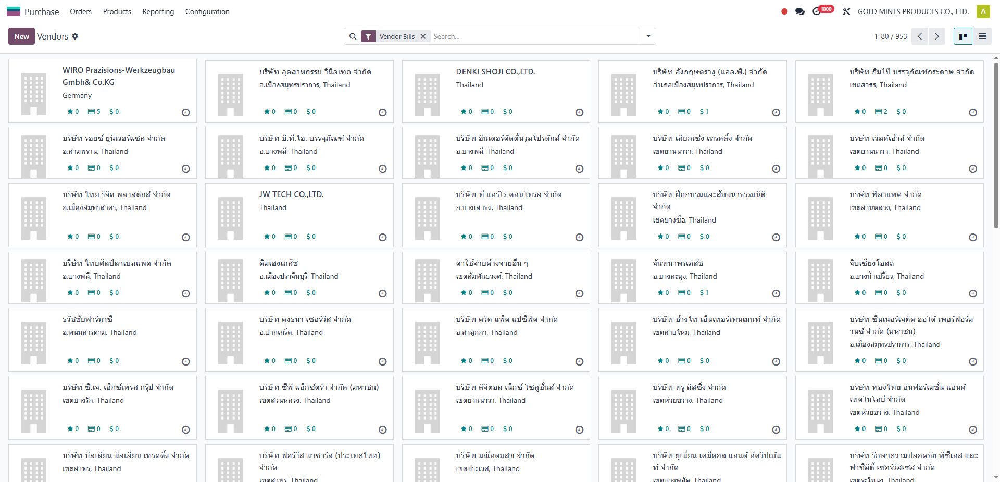 Purchase Orders Products Reporting Configuration 1000 GOLD MINTS PRODUCTS CO., LTD. A
New Vendors Vendor Bills Search... 1-80 / 953
WIRO Prazisions-Werkzeugbau
Gmbh& Co.KG
Germany
0 5 $ 0
บริษัท อุตสาหกรรม วินิลเทค จำกัด
อ.เมืองสมุทรปราการ, Thailand
0 0 $ 0
DENKI SHOJI CO.,LTD.
Thailand
0 0 $ 0
บริษัท อังกฤษตรางู (แอล.พี.) จำกัด
อำเภอเมืองสมุทปราการ, Thailand
0 0 $ 1
บริษัท กิมไป๊ บรรจุภัณฑ์กระดาษ จำกัด
เขตสาธร, Thailand
0 2 $ 0
บริษัท รอยซ์ ยูนิเวอร์แซล จำกัด
อ.สามพราน, Thailand
0 0 $ 0
บริษัท บี.ที.ไอ. บรรจุภัณฑ์ จำกัด
อ.บางพลี, Thailand
0 0 $ 0
บริษัท อินเตอร์คัตตั้นวูลโปรดักส์ จำกัด
อ.บางพลี, Thailand
0 0 $ 0
บริษัท เลียกเซ้ง เทรดดิ้ง จำกัด
เขตยานนาวา, Thailand
0 0 $ 0
บริษัท เวิลด์เฮ้าส์ จำกัด
เขตยานนาวา, Thailand
0 0 $ 0
บริษัท ไทย ริจิด พลาสติกส์ จำกัด
อ.เมืองสมุทรสาคร, Thailand
0 0 $ 0
JW TECH CO.,LTD.
Thailand
0 0 $ 0
บริษัท ที แอร์โร่ คอนโทรล จำกัด
อ.บางเสาธง, Thailand
0 0 $ 0
บริษัท ฝึกอบรมและสัมมนาธรรมนิติ
จำกัด
เขตบางซื่อ, Thailand
0 0 $ 0
บริษัท ฟีลาแพค จำกัด
เขตสวนหลวง, Thailand
0 0 $ 0
บริษัท ไทยศิลป์ลาเบลแพค จำกัด
อ.บางพลี, Thailand
0 0 $ 0
คิมเฮงเภสัช
อ.เมืองปราจีนบุรี, Thailand
0 0 $ 0
ค่าใช้จ่ายค้างจ่ายอื่น ๆ
เขตสัมพันธวงศ์, Thailand
0 0 $ 0
จันทนาพรเภสัช
อ.บางละมุง, Thailand
0 0 $ 1
จิบเซียงโอสถ
อ.บางน้ำเปรี้ยว, Thailand
0 0 $ 0
ธวัชชัยฟาร์มาซี
อ.พนมสารคาม, Thailand
0 0 $ 0
บริษัท คงธนา เซอร์วิส จำกัด
อ.ปากเกร็ด, Thailand
0 0 $ 0
บริษัท ควิค แพ็ค แปซิฟิค จำกัด
อ.ลำลูกกา, Thailand
0 0 $ 0
บริษัท ช้างไท เอ็นเทอร์เทนเมนท์ จำกัด
เขตสายไหม, Thailand
0 0 $ 0
บริษัท ซินเนอร์เจติค ออโต้ เพอร์ฟอร์ม
านซ์ จำกัด (มหาชน)
อ.เมืองสมุทรปราการ, Thailand
0 0 $ 0
บริษัท ซี.เจ. เอ็กซ์เพรส กรุ๊ป จำกัด
เขตบางรัก, Thailand
0 0 $ 0
บริษัท ซีพี แอ็กซ์ตร้า จำกัด (มหาชน)
เขตสวนหลวง, Thailand
0 0 $ 0
บริษัท ดิจิตอล เน็กซ์ โซลูชั่นส์ จำกัด
เขตยานนาวา, Thailand
0 0 $ 0
บริษัท ทรู ลีสซิ่ง จำกัด
เขตห้วยขวาง, Thailand
0 0 $ 0
บริษัท ท่องไทย อินฟอร์เมชั่น แอนด์
เทคโนโลยี จำกัด
เขตห้วยขวาง, Thailand
0 0 $ 0
บริษัท บิลเลี่ยน มิลเลี่ยน เทรดดิ้ง จำกัด
เขตสาทร, Thailand
บริษัท ฟอร์วิส มาซาร์ส (ประเทศไทย)
จำกัด
เขตสาทร, Thailand
บริษัท มณีอุดมสุข จำกัด
เขตประเวศ, Thailand
บริษัท ยูเนี่ยน เคมีคอล แอนด์ อีควิปเม้น
ท์ จำกัด
เขตบางพลัด, Thailand
บริษัท รักษาความปลอดภัย พีซีเอส และ
ฟาซิลิตี้ เซอร์วิสเซส จำกัด
เขตพระโขนง, Thailand